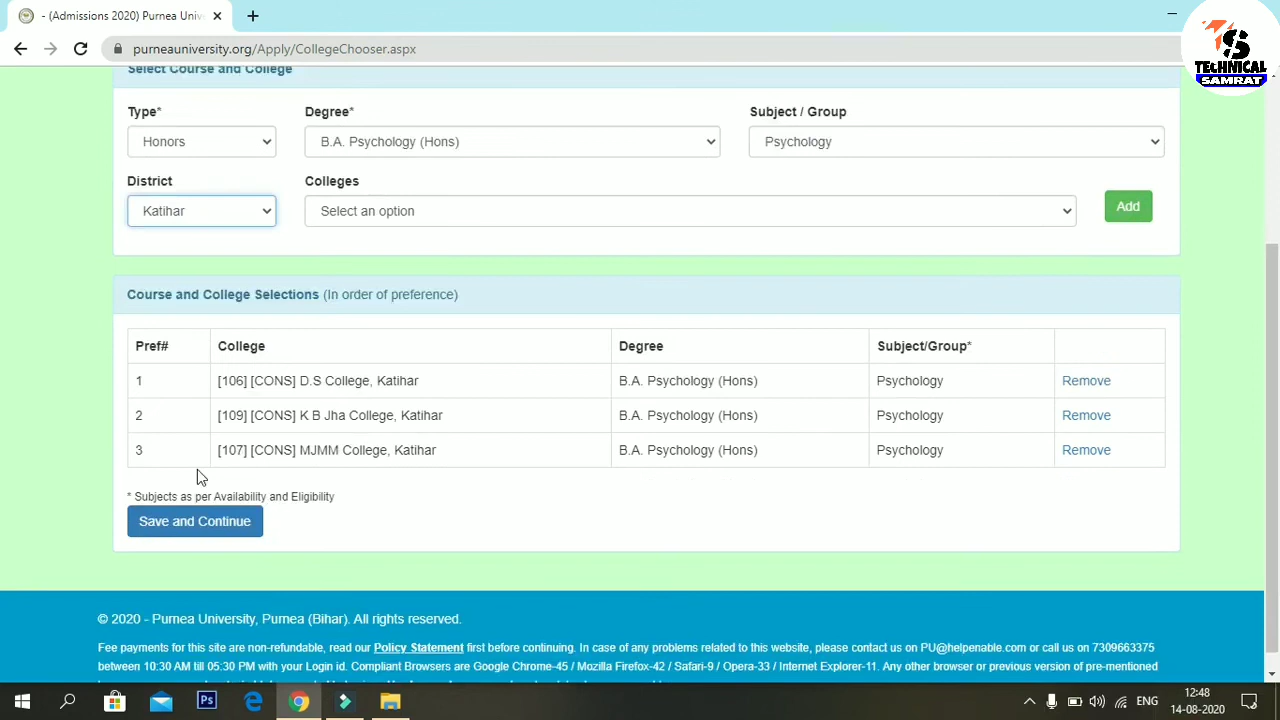 - (Admissions 2020) Purnea Univ
purneauniversity.org/Apply/CollegeChooser.aspx
TECHNICAL
SAMRAT
Select Course and College
Type* Degree* Subject / Group
Honors B.A. Psychology (Hons) Psychology
District Colleges
Katihar Select an option Add
Course and College Selections (In order of preference)
Pref# College Degree Subject/Group*
1 [106] [CONS] D.S College, Katihar B.A. Psychology (Hons) Psychology Remove
2 [109] [CONS] K B Jha College, Katihar B.A. Psychology (Hons) Psychology Remove
3 [107] [CONS] MJMM College, Katihar B.A. Psychology (Hons) Psychology Remove
* Subjects as per Availability and Eligibility
Save and Continue
© 2020 - Purnea University, Purnea (Bihar). All rights reserved.
Fee payments for this site are non-refundable, read our Policy Statement first before continuing. In case of any problems related to this website, please contact us on PU@helpenable.com or call us on 7309663375
between 10:30 AM till 05:30 PM with your Login id. Compliant Browsers are Google Chrome-45 / Mozilla Firefox-42 / Safari-9 / Opera-33 / Internet Explorer-11. Any other browser or previous version of pre-mentioned
Ps ENG 12:48
14-08-2020